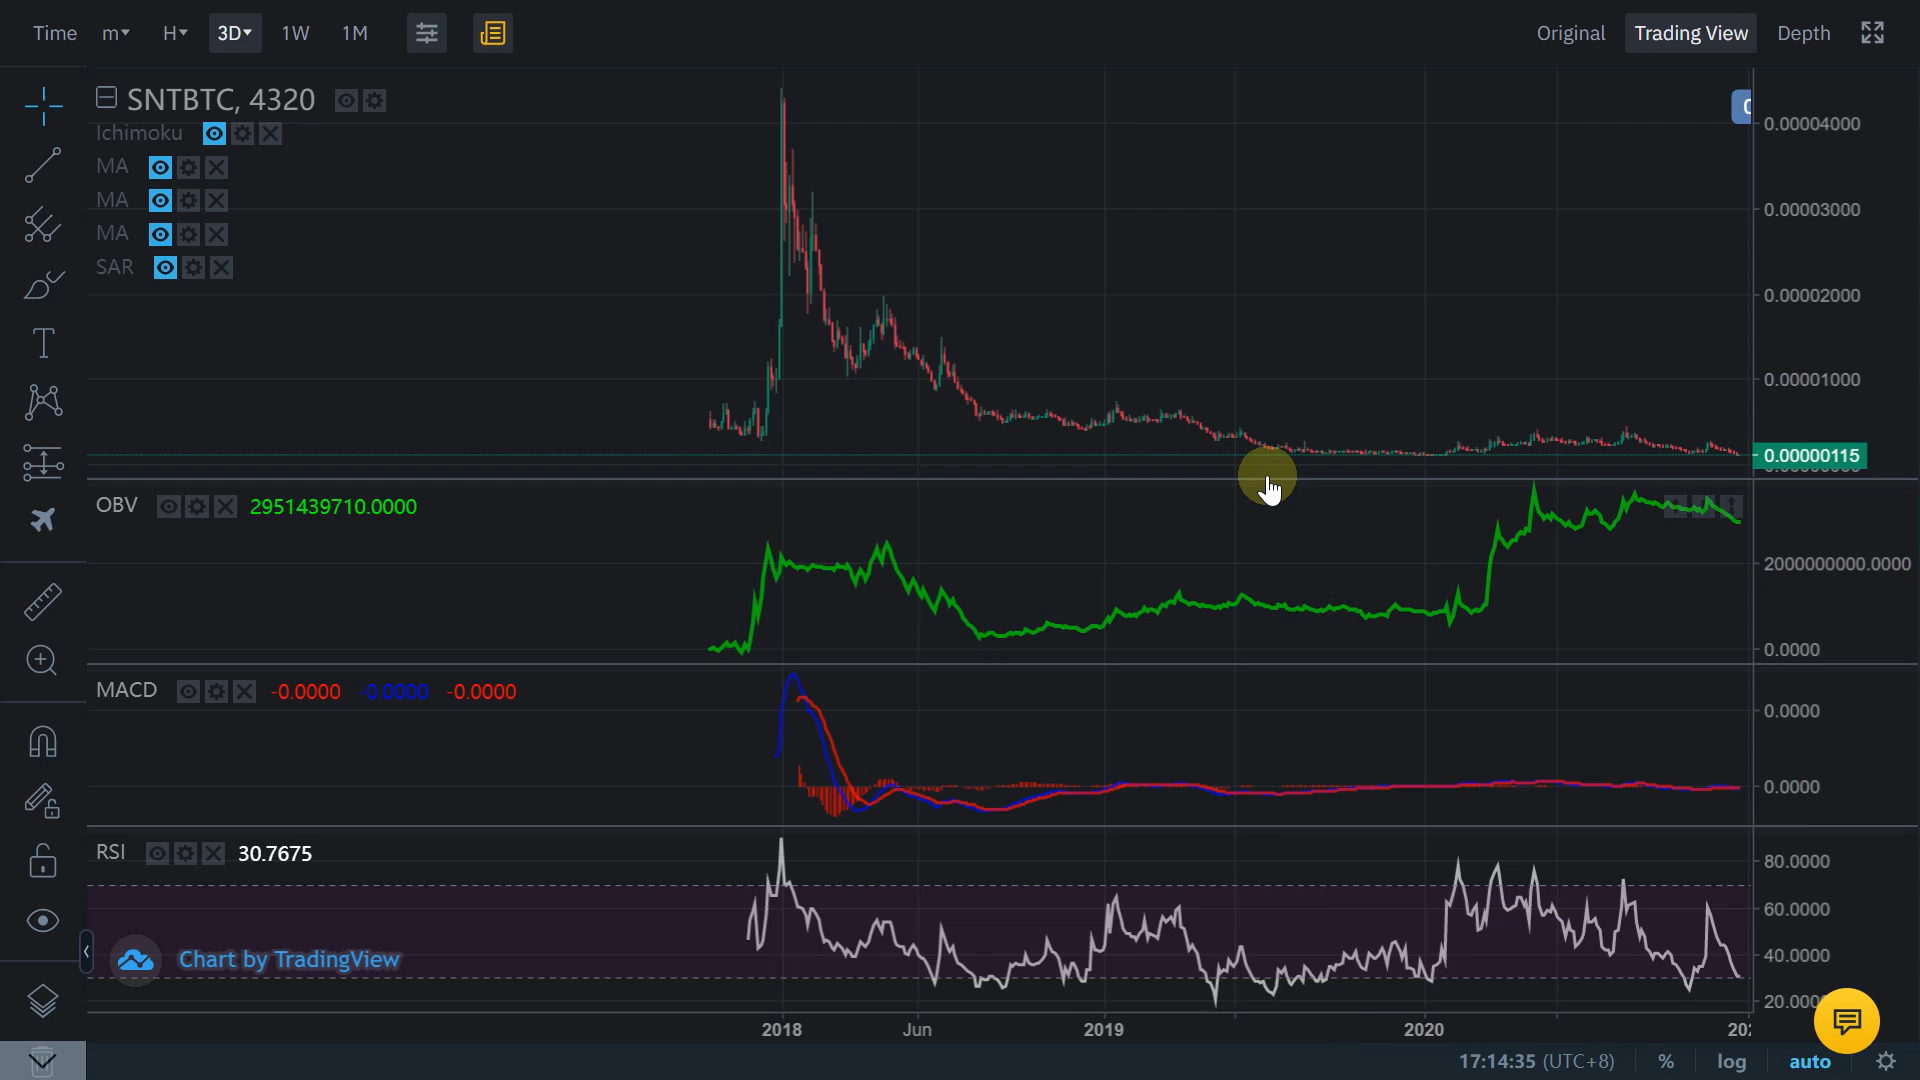 Time m H 3D 1W 1M Original Trading View Depth
SNTBTC, 4320
Ichimoku
MA
MA
MA
SAR
0.00004000
0.00003000
0.00002000
0.00001000
0.00000115
OBV 2951439710.0000
2000000000.0000
0.0000
MACD -0.0000 -0.0000 -0.0000
0.0000
0.0000
RSI 30.7675
80.0000
60.0000
40.0000
20.000
Chart by TradingView
2018 Jun 2019 2020
17:14:35 (UTC+8) % log auto